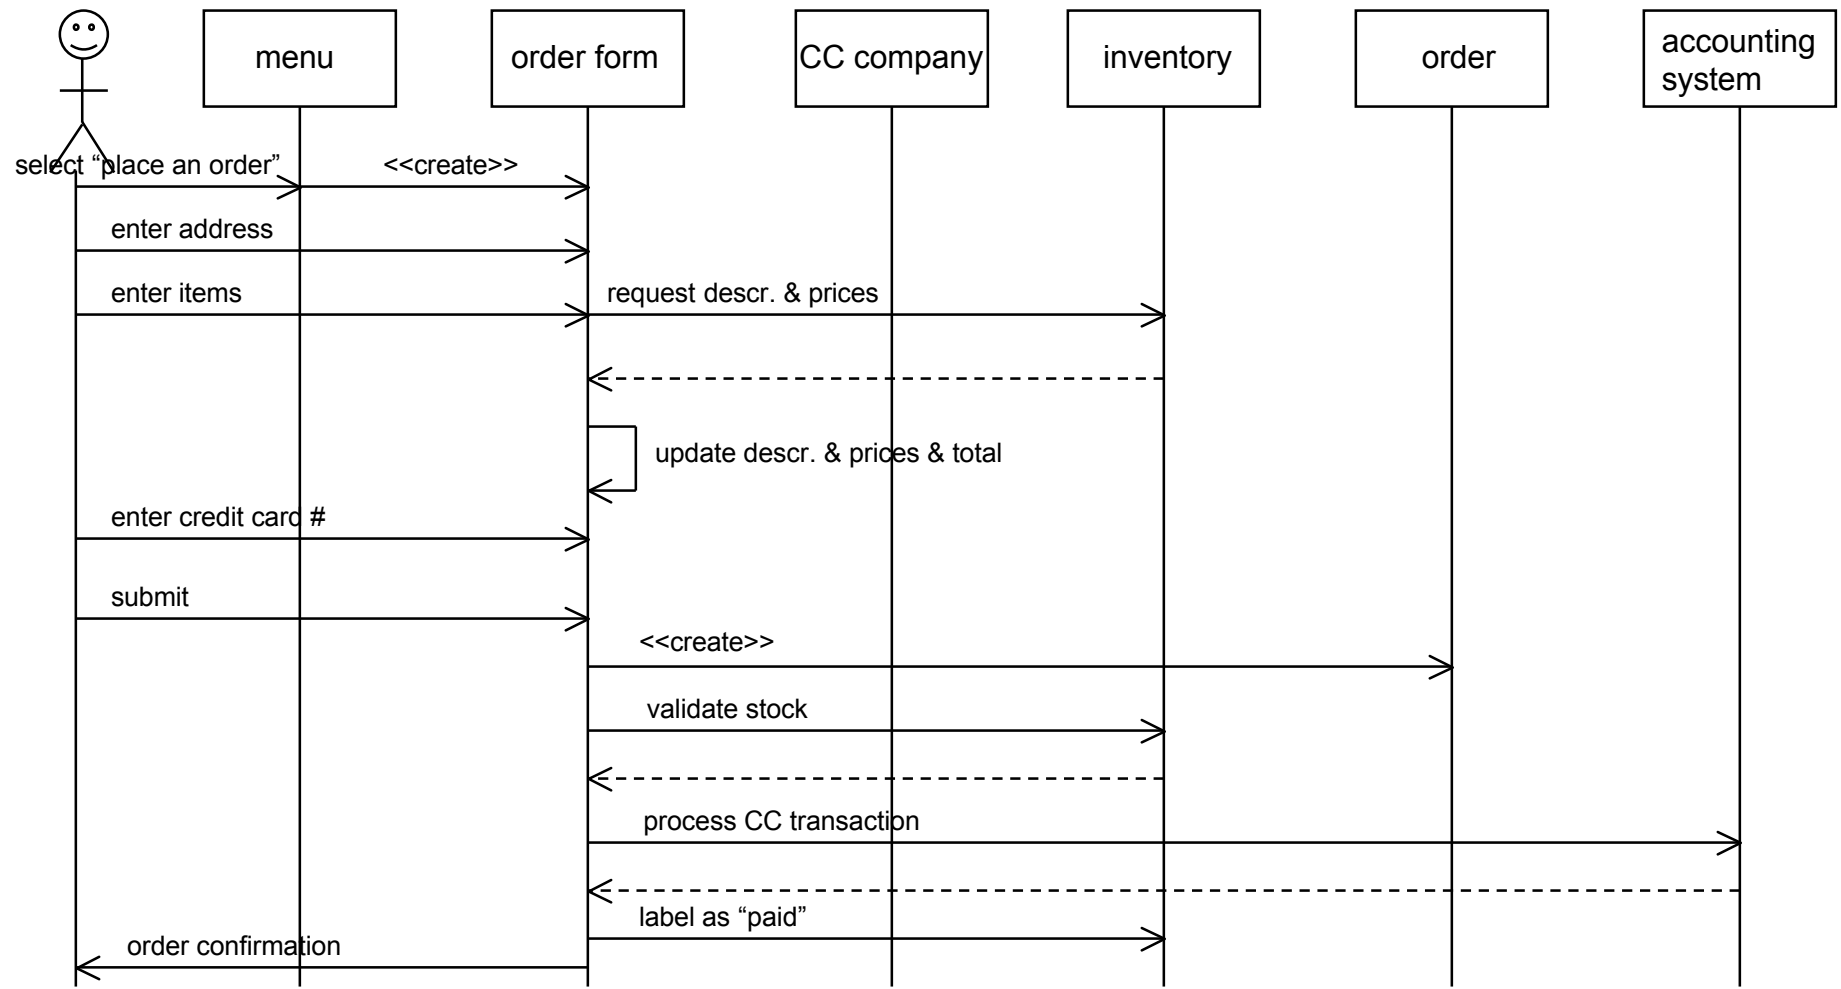 menu
order form
CC company
inventory
order
accounting
system
select “place an order”
<<create>>
enter address
enter items
request descr. & prices
update descr. & prices & total
enter credit card #
submit
<<create>>
validate stock
process CC transaction
label as “paid”
order confirmation